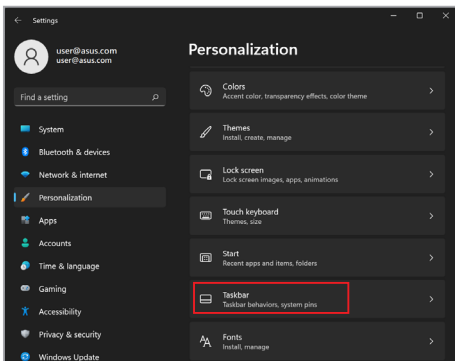 Settings
user@asus.com
user@asus.com
Find a setting
System
Bluetooth & devices
Network & internet
Personalization
Apps
Accounts
Time & language
Gaming
Accessibility
Privacy & security
Windows Update
Personalization
Colors
Accent color, transparency effects, color theme
Themes
Install, create, manage
Lock screen
Lock screen images, apps, animations
Touch keyboard
Themes, size
Start
Recent apps and items, folders
Taskbar
Taskbar behaviors, system pins
Fonts
Install, manage